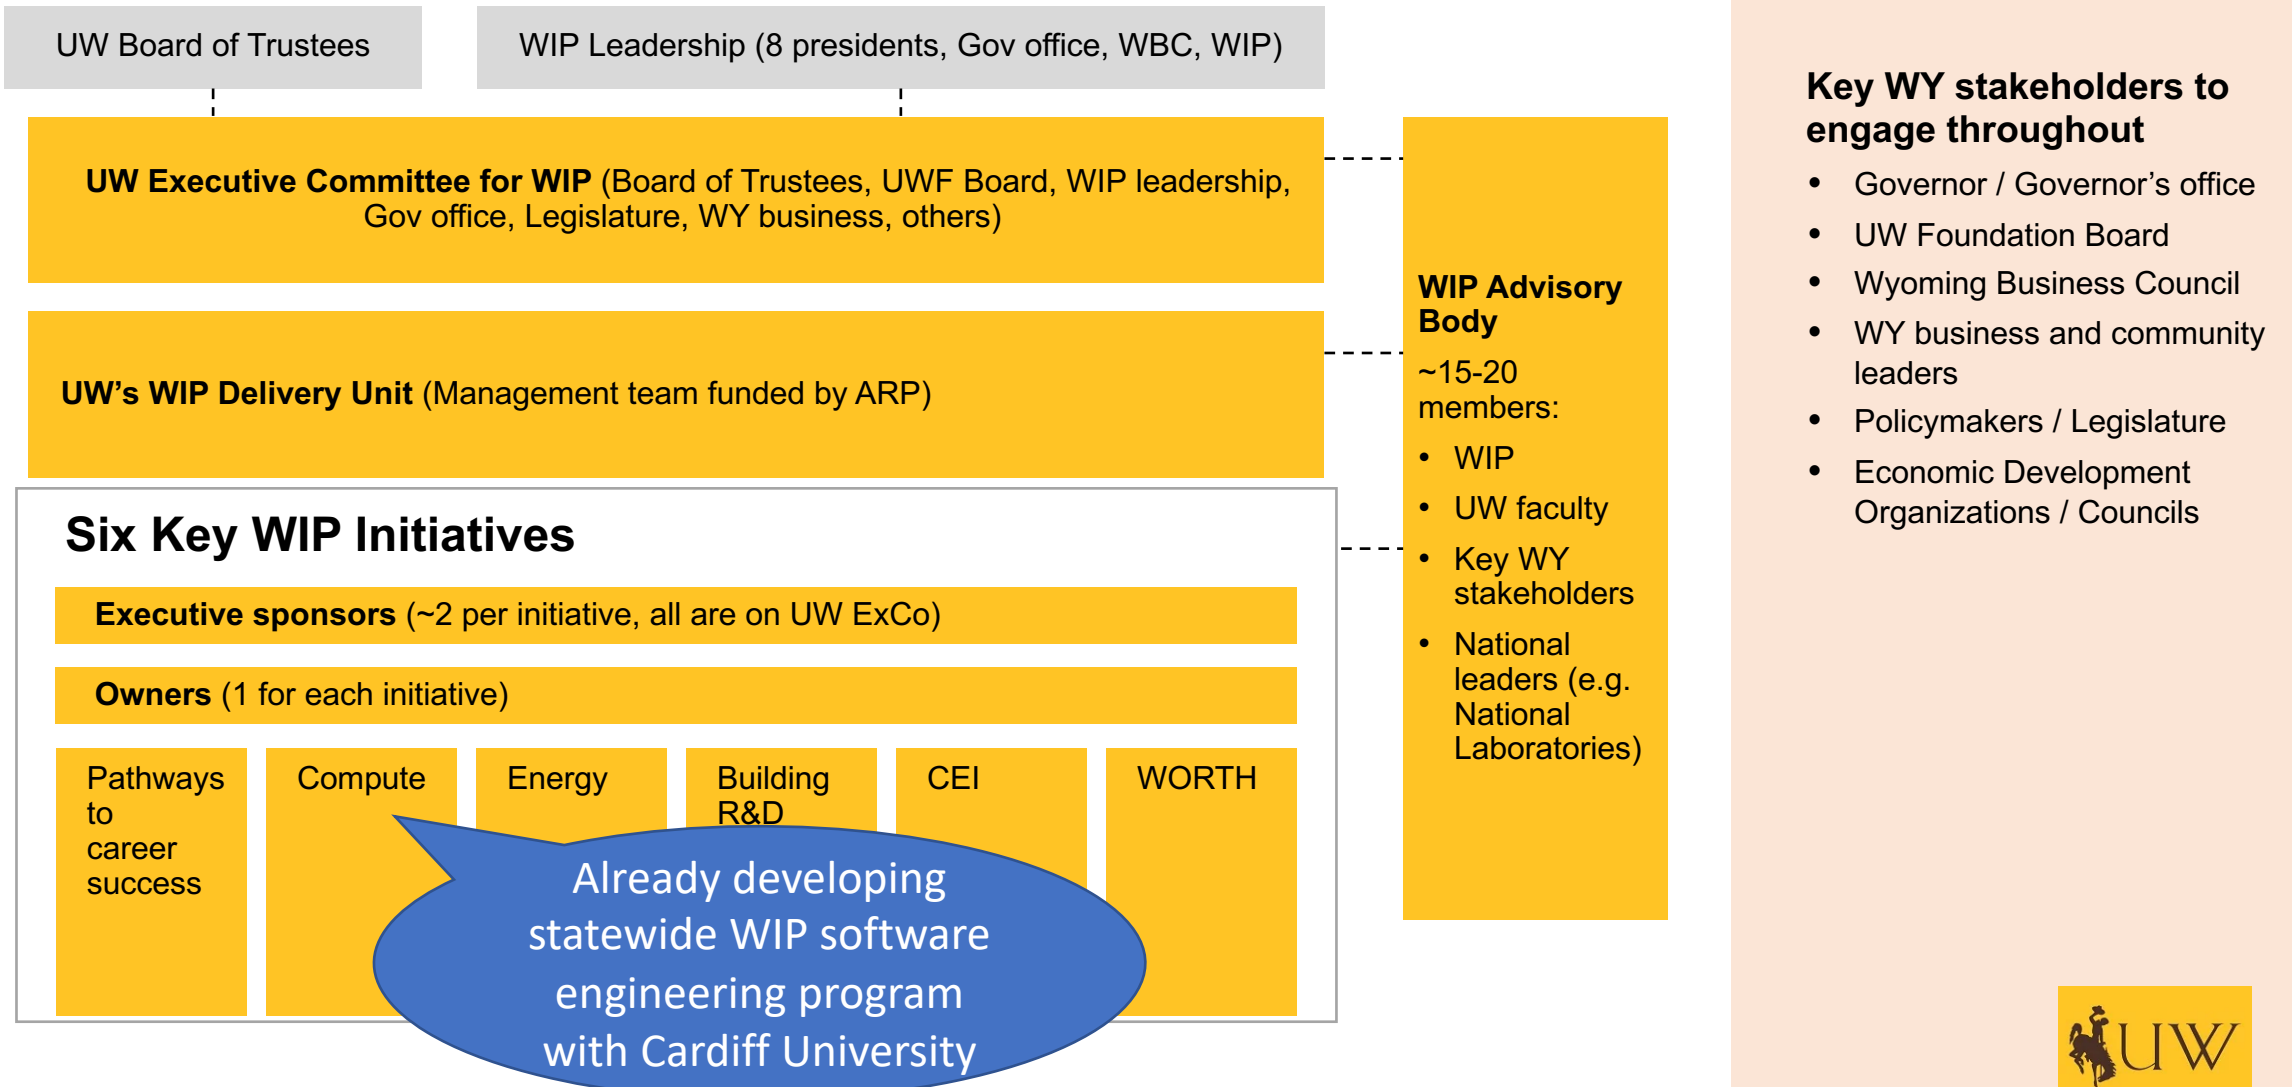 UW Board of Trustees
WIP Leadership (8 presidents, Gov office, WBC, WIP)
UW Executive Committee for WIP (Board of Trustees, UWF Board, WIP leadership,
Gov office, Legislature, WY business, others)
UW’s WIP Delivery Unit (Management team funded by ARP)
Six Key WIP Initiatives
Executive sponsors (~2 per initiative, all are on UW ExCo)
Owners (1 for each initiative)
Pathways
to
career
success
Compute
Energy
Building
R&D
CEI
WORTH
Already developing
statewide WIP software
engineering program
with Cardiff University
WIP Advisory
Body
~15-20
members:
• WIP
• UW faculty
• Key WY
stakeholders
• National
leaders (e.g.
National
Laboratories)
Key WY stakeholders to
engage throughout
• Governor / Governor’s office
• UW Foundation Board
• Wyoming Business Council
• WY business and community
leaders
• Policymakers / Legislature
• Economic Development
Organizations / Councils
UW